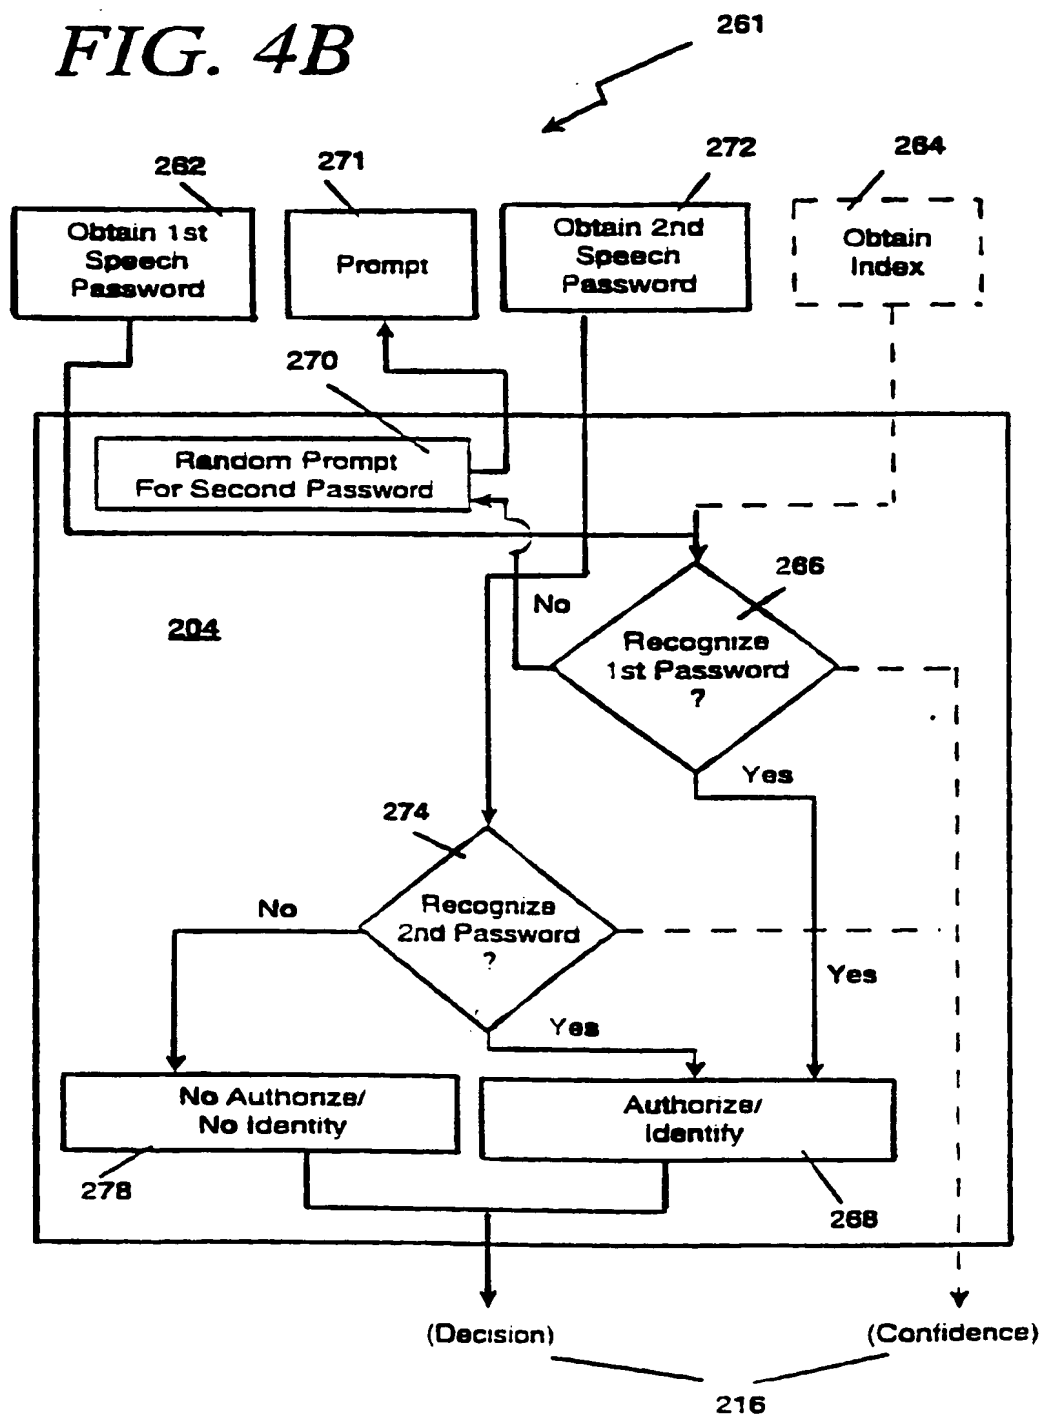 FIG. 4B
261
262
271
272
264
Obtain 1st
Speech
Password
Prompt
Obtain 2nd
Speech
Password
Obtain
Index
270
Random Prompt
For Second Password
204
No
266
Recognize
1st Password
?
Yes
274
Recognize
2nd Password
?
No
Yes
Yes
No Authorize/
No Identity
Authorize/
Identify
278
268
(Decision)
(Confidence)
216